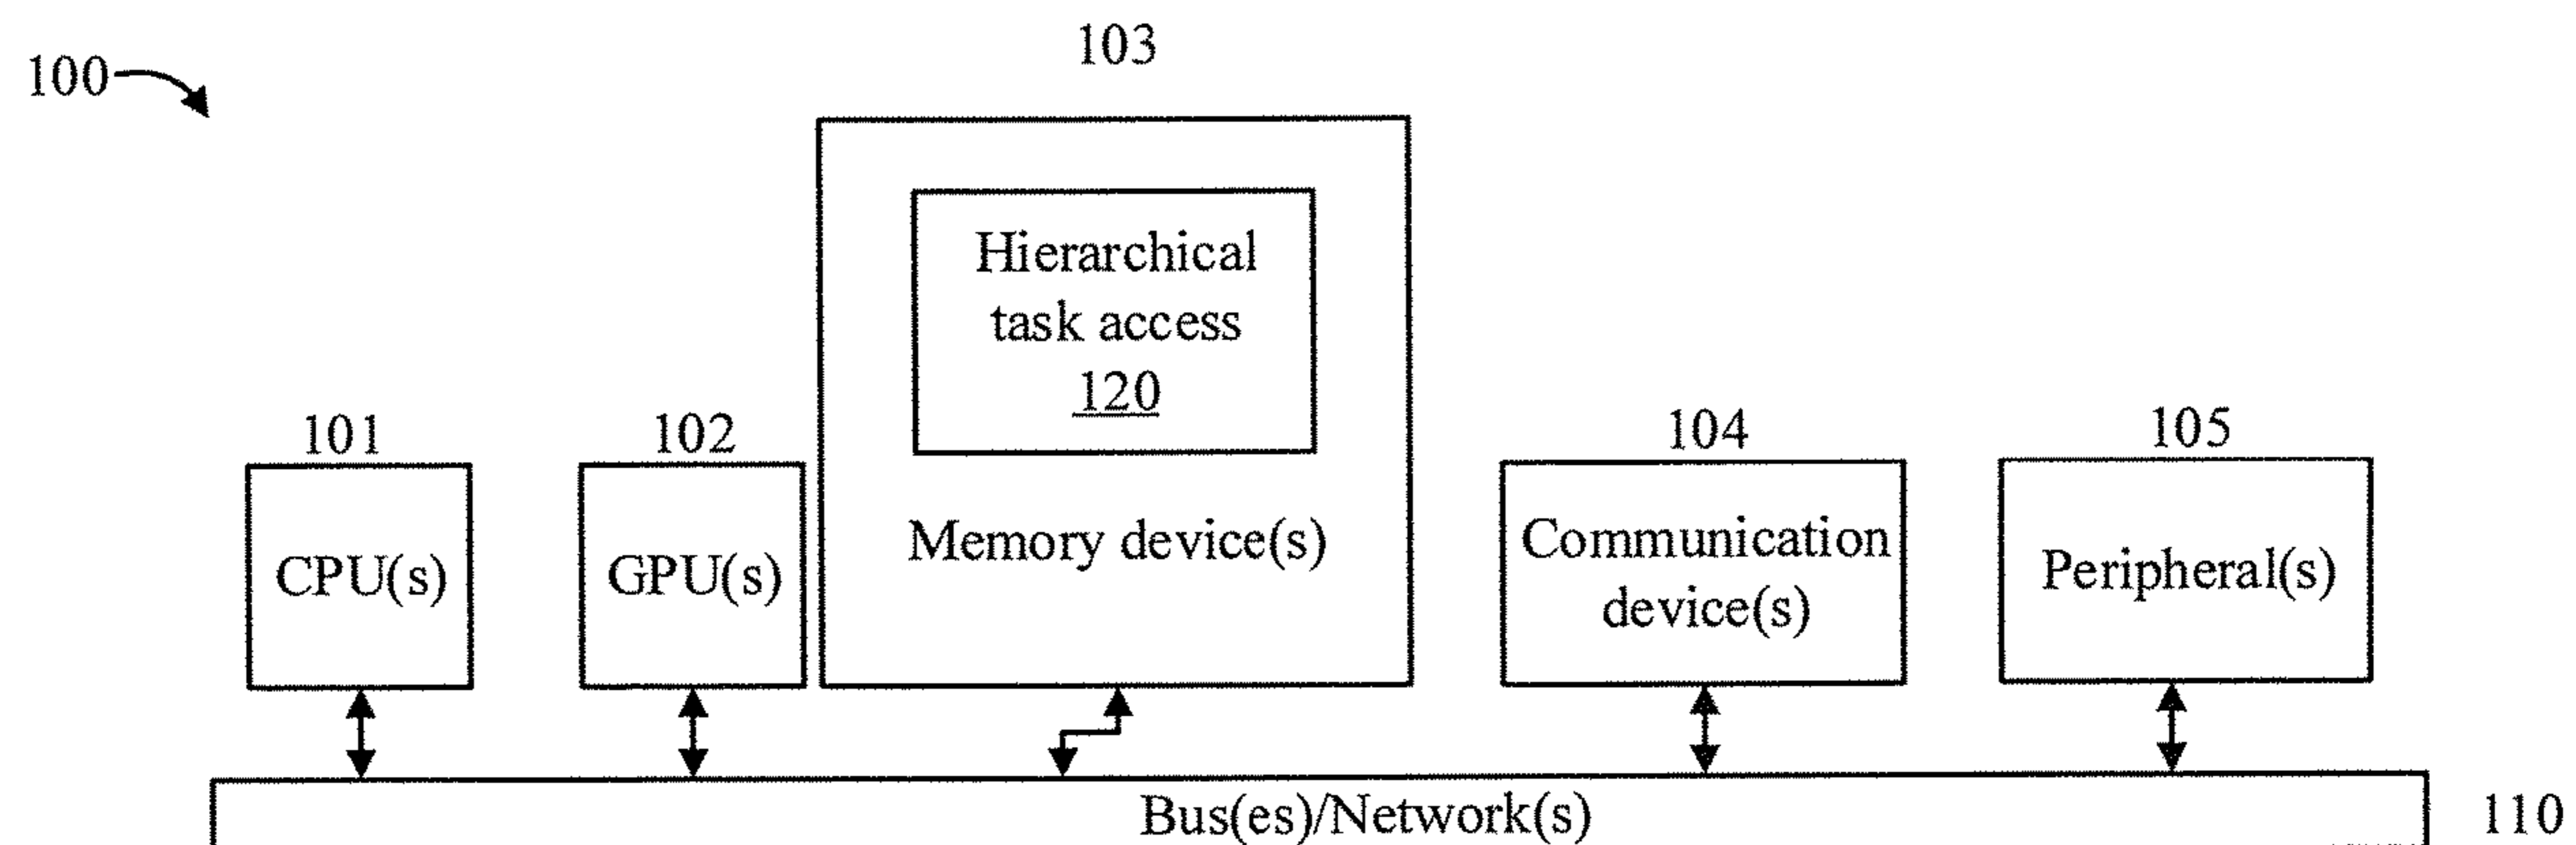 100
103
Hierarchical
task access
120
101
102
104
105
CPU(s)
GPU(s)
Memory device(s)
Communication
device(s)
Peripheral(s)
Bus(es)/Network(s)
110